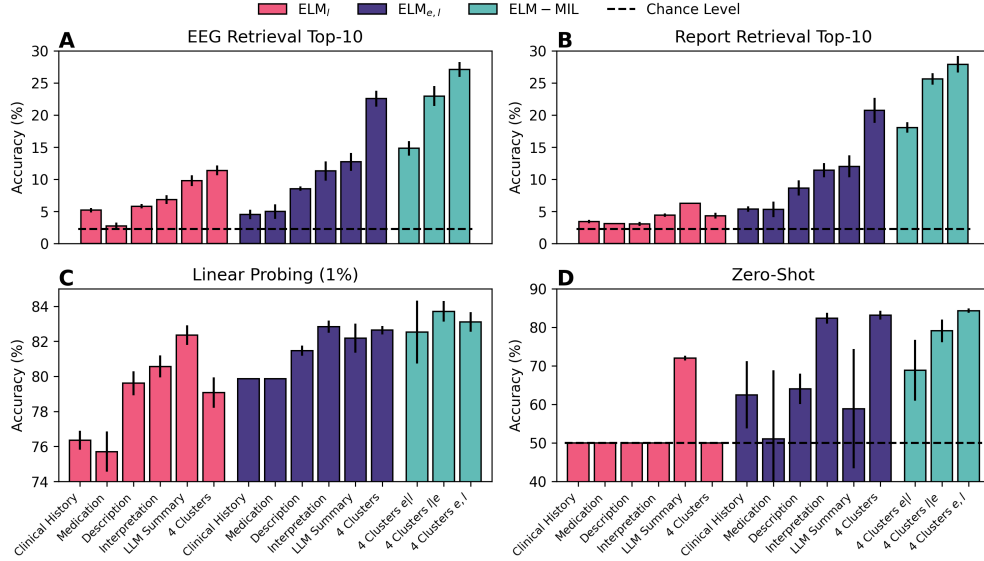 ELMl ELMe,l ELM − MIL Chance Level
A EEG Retrieval Top-10
Accuracy (%)
30
25
20
15
10
5
0
B Report Retrieval Top-10
Accuracy (%)
30
25
20
15
10
5
0
C Linear Probing (1%)
Accuracy (%)
84
82
80
78
76
74
Clinical History
Medication
Description
Interpretation
LLM Summary
4 Clusters
Clinical History
Medication
Description
Interpretation
LLM Summary
4 Clusters
4 Clusters e|l
4 Clusters l|e
4 Clusters e, l
D Zero-Shot
Accuracy (%)
90
80
70
60
50
40
Clinical History
Medication
Description
Interpretation
LLM Summary
4 Clusters
Clinical History
Medication
Description
Interpretation
LLM Summary
4 Clusters
4 Clusters e|l
4 Clusters l|e
4 Clusters e, l